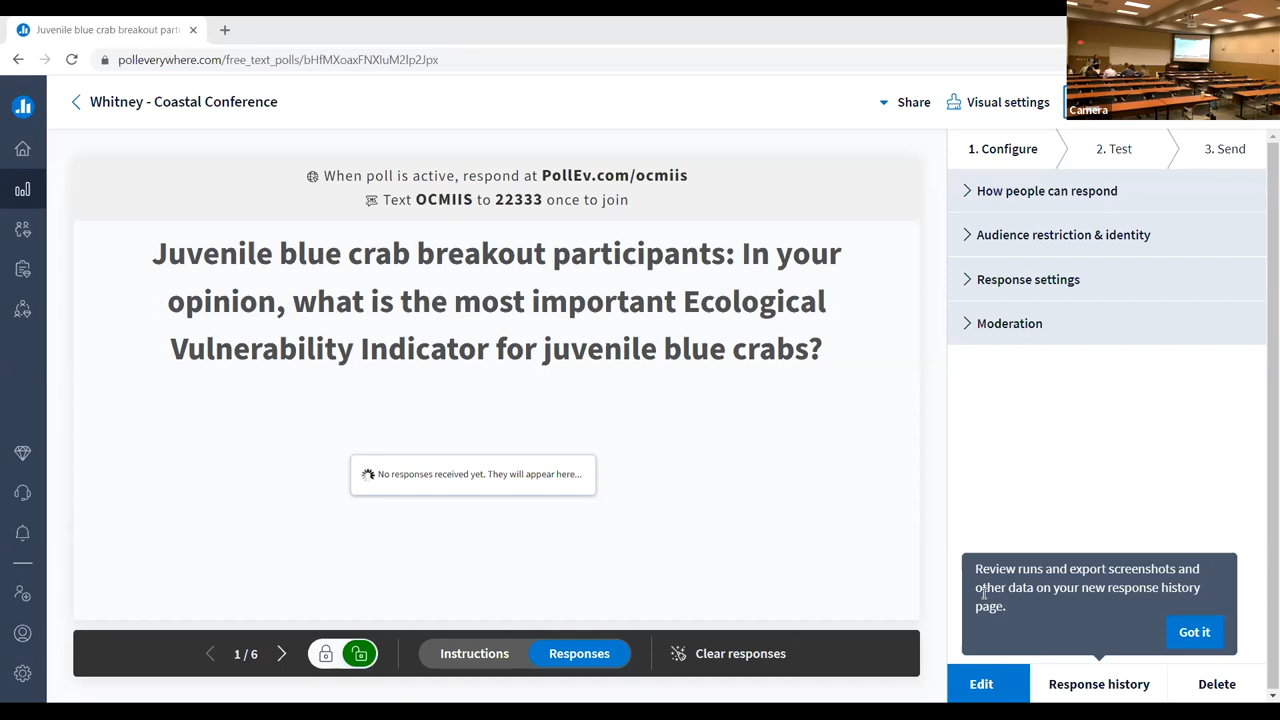 Juvenile blue crab breakout part
polleverywhere.com/free_text_polls/bHfMXoaxFNXIuM2lp2Jpx
Camera
Whitney - Coastal Conference
Share
Visual settings
1. Configure
2. Test
3. Send
When poll is active, respond at PollEv.com/ocmiis
Text OCMIIS to 22333 once to join
Juvenile blue crab breakout participants: In your
opinion, what is the most important Ecological
Vulnerability Indicator for juvenile blue crabs?
No responses received yet. They will appear here...
How people can respond
Audience restriction & identity
Response settings
Moderation
Review runs and export screenshots and
other data on your new response history
page.
Got it
1 / 6
Instructions
Responses
Clear responses
Edit
Response history
Delete